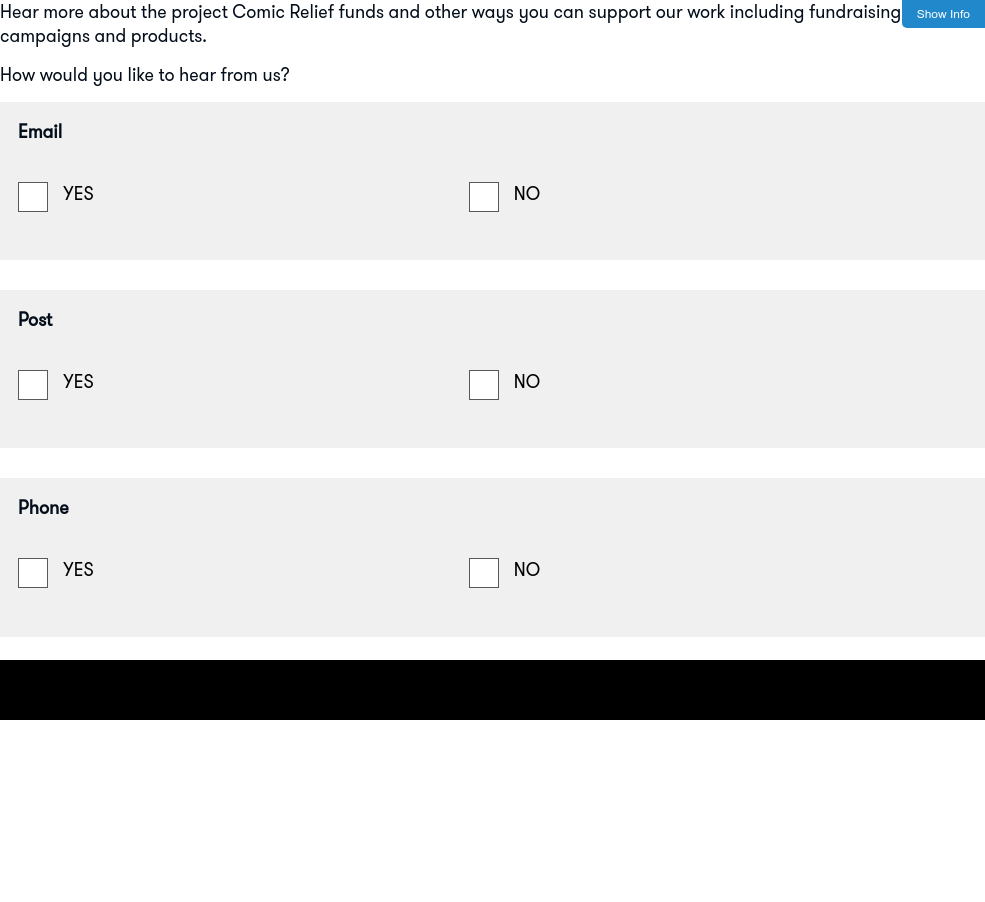 Hear more about the project Comic Relief funds and other ways you can support our work including fundraising
Show Info
campaigns and products.
How would you like to hear from us?
Email
YES
NO
Post
YES
NO
Phone
YES
NO